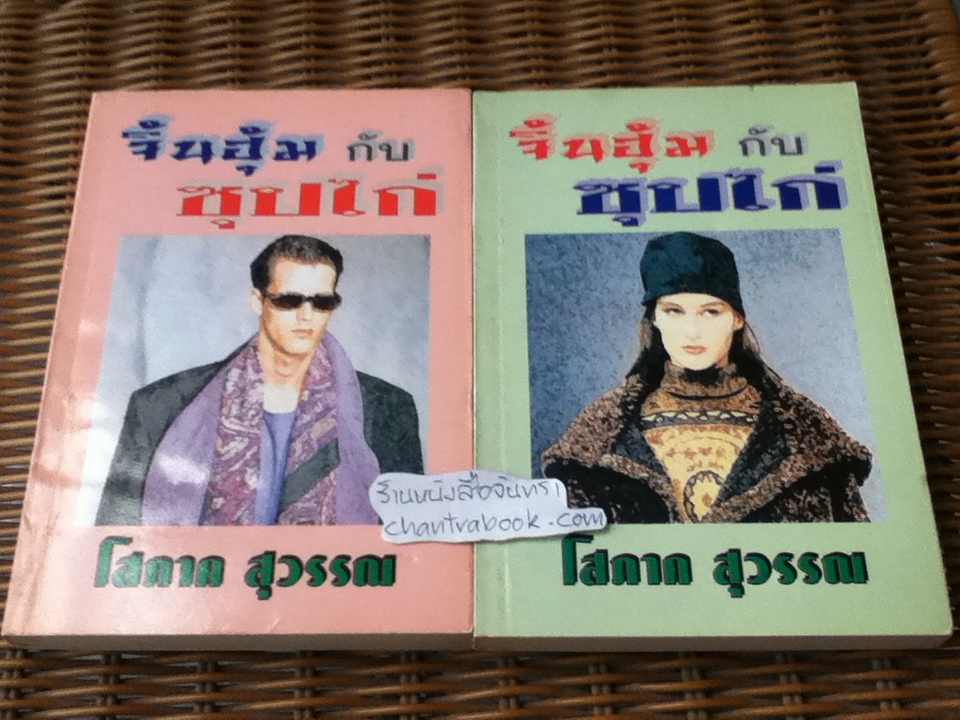 จิ้นฮุ้ม กับ
ซุปไก่
โสภาค สุวรรณ
จิ้นฮุ้ม กับ
ซุปไก่
โสภาค สุวรรณ
ร้านหนังสือจันทรา
chantrabook.com